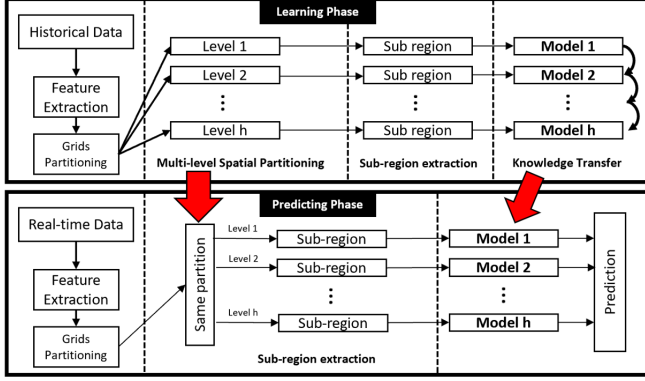 Learning Phase
Historical Data
Feature
Extraction
Grids
Partitioning
Level 1
Level 2
Level h
Multi-level Spatial Partitioning
Sub region
Sub region
Sub region
Sub-region extraction
Model 1
Model 2
Model h
Knowledge Transfer
Predicting Phase
Real-time Data
Feature
Extraction
Grids
Partitioning
Same partition
Level 1
Level 2
Level h
Sub-region
Sub-region
Sub-region
Sub-region extraction
Model 1
Model 2
Model h
Prediction